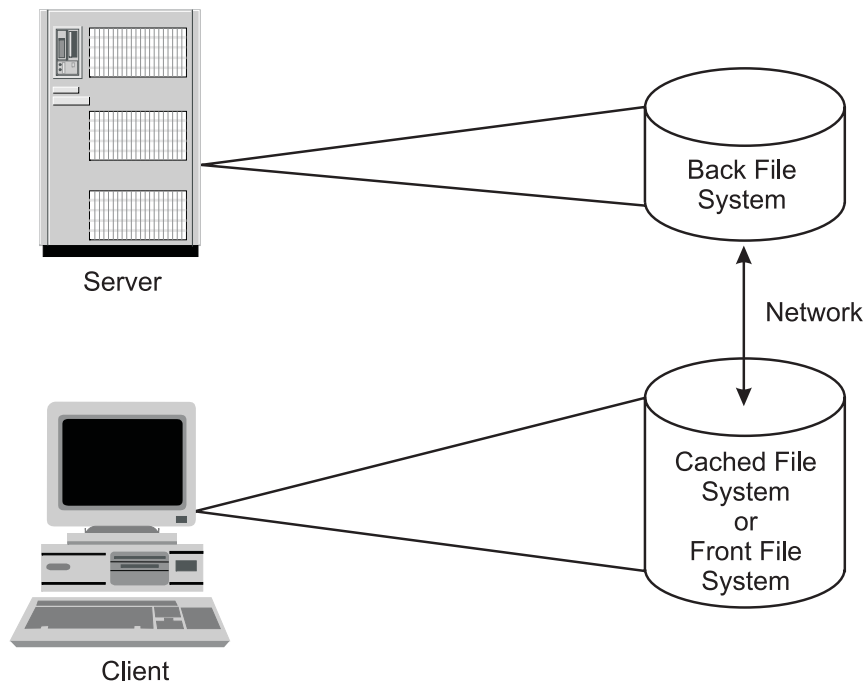 Back File
System
Server
Network
Cached File
System
or
Front File
System
Client